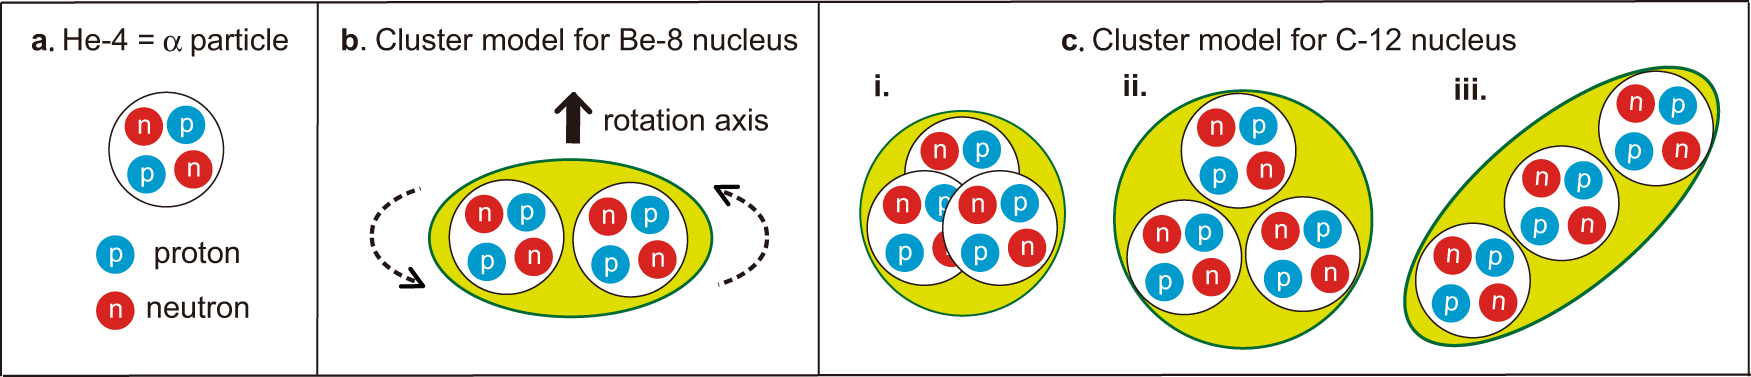 a. He-4 = α particle
n p
p n
p proton
n neutron
b. Cluster model for Be-8 nucleus
rotation axis
n p n p
p n p n
c. Cluster model for C-12 nucleus
i.
n p
n p n p
p n p n
ii.
n p
p n
n p n p
p n p n
iii.
n p
p n
n p
p n
n p
p n